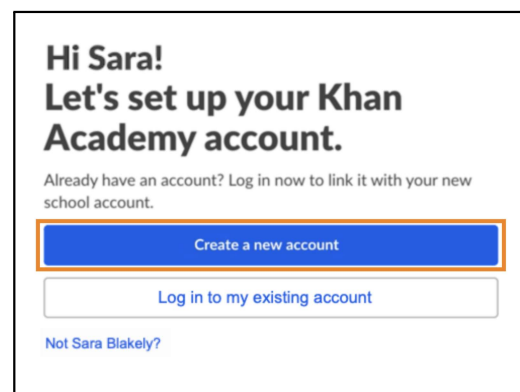 Hi Sara!
Let's set up your Khan
Academy account.
Already have an account? Log in now to link it with your new
school account.
Create a new account
Log in to my existing account
Not Sara Blakely?